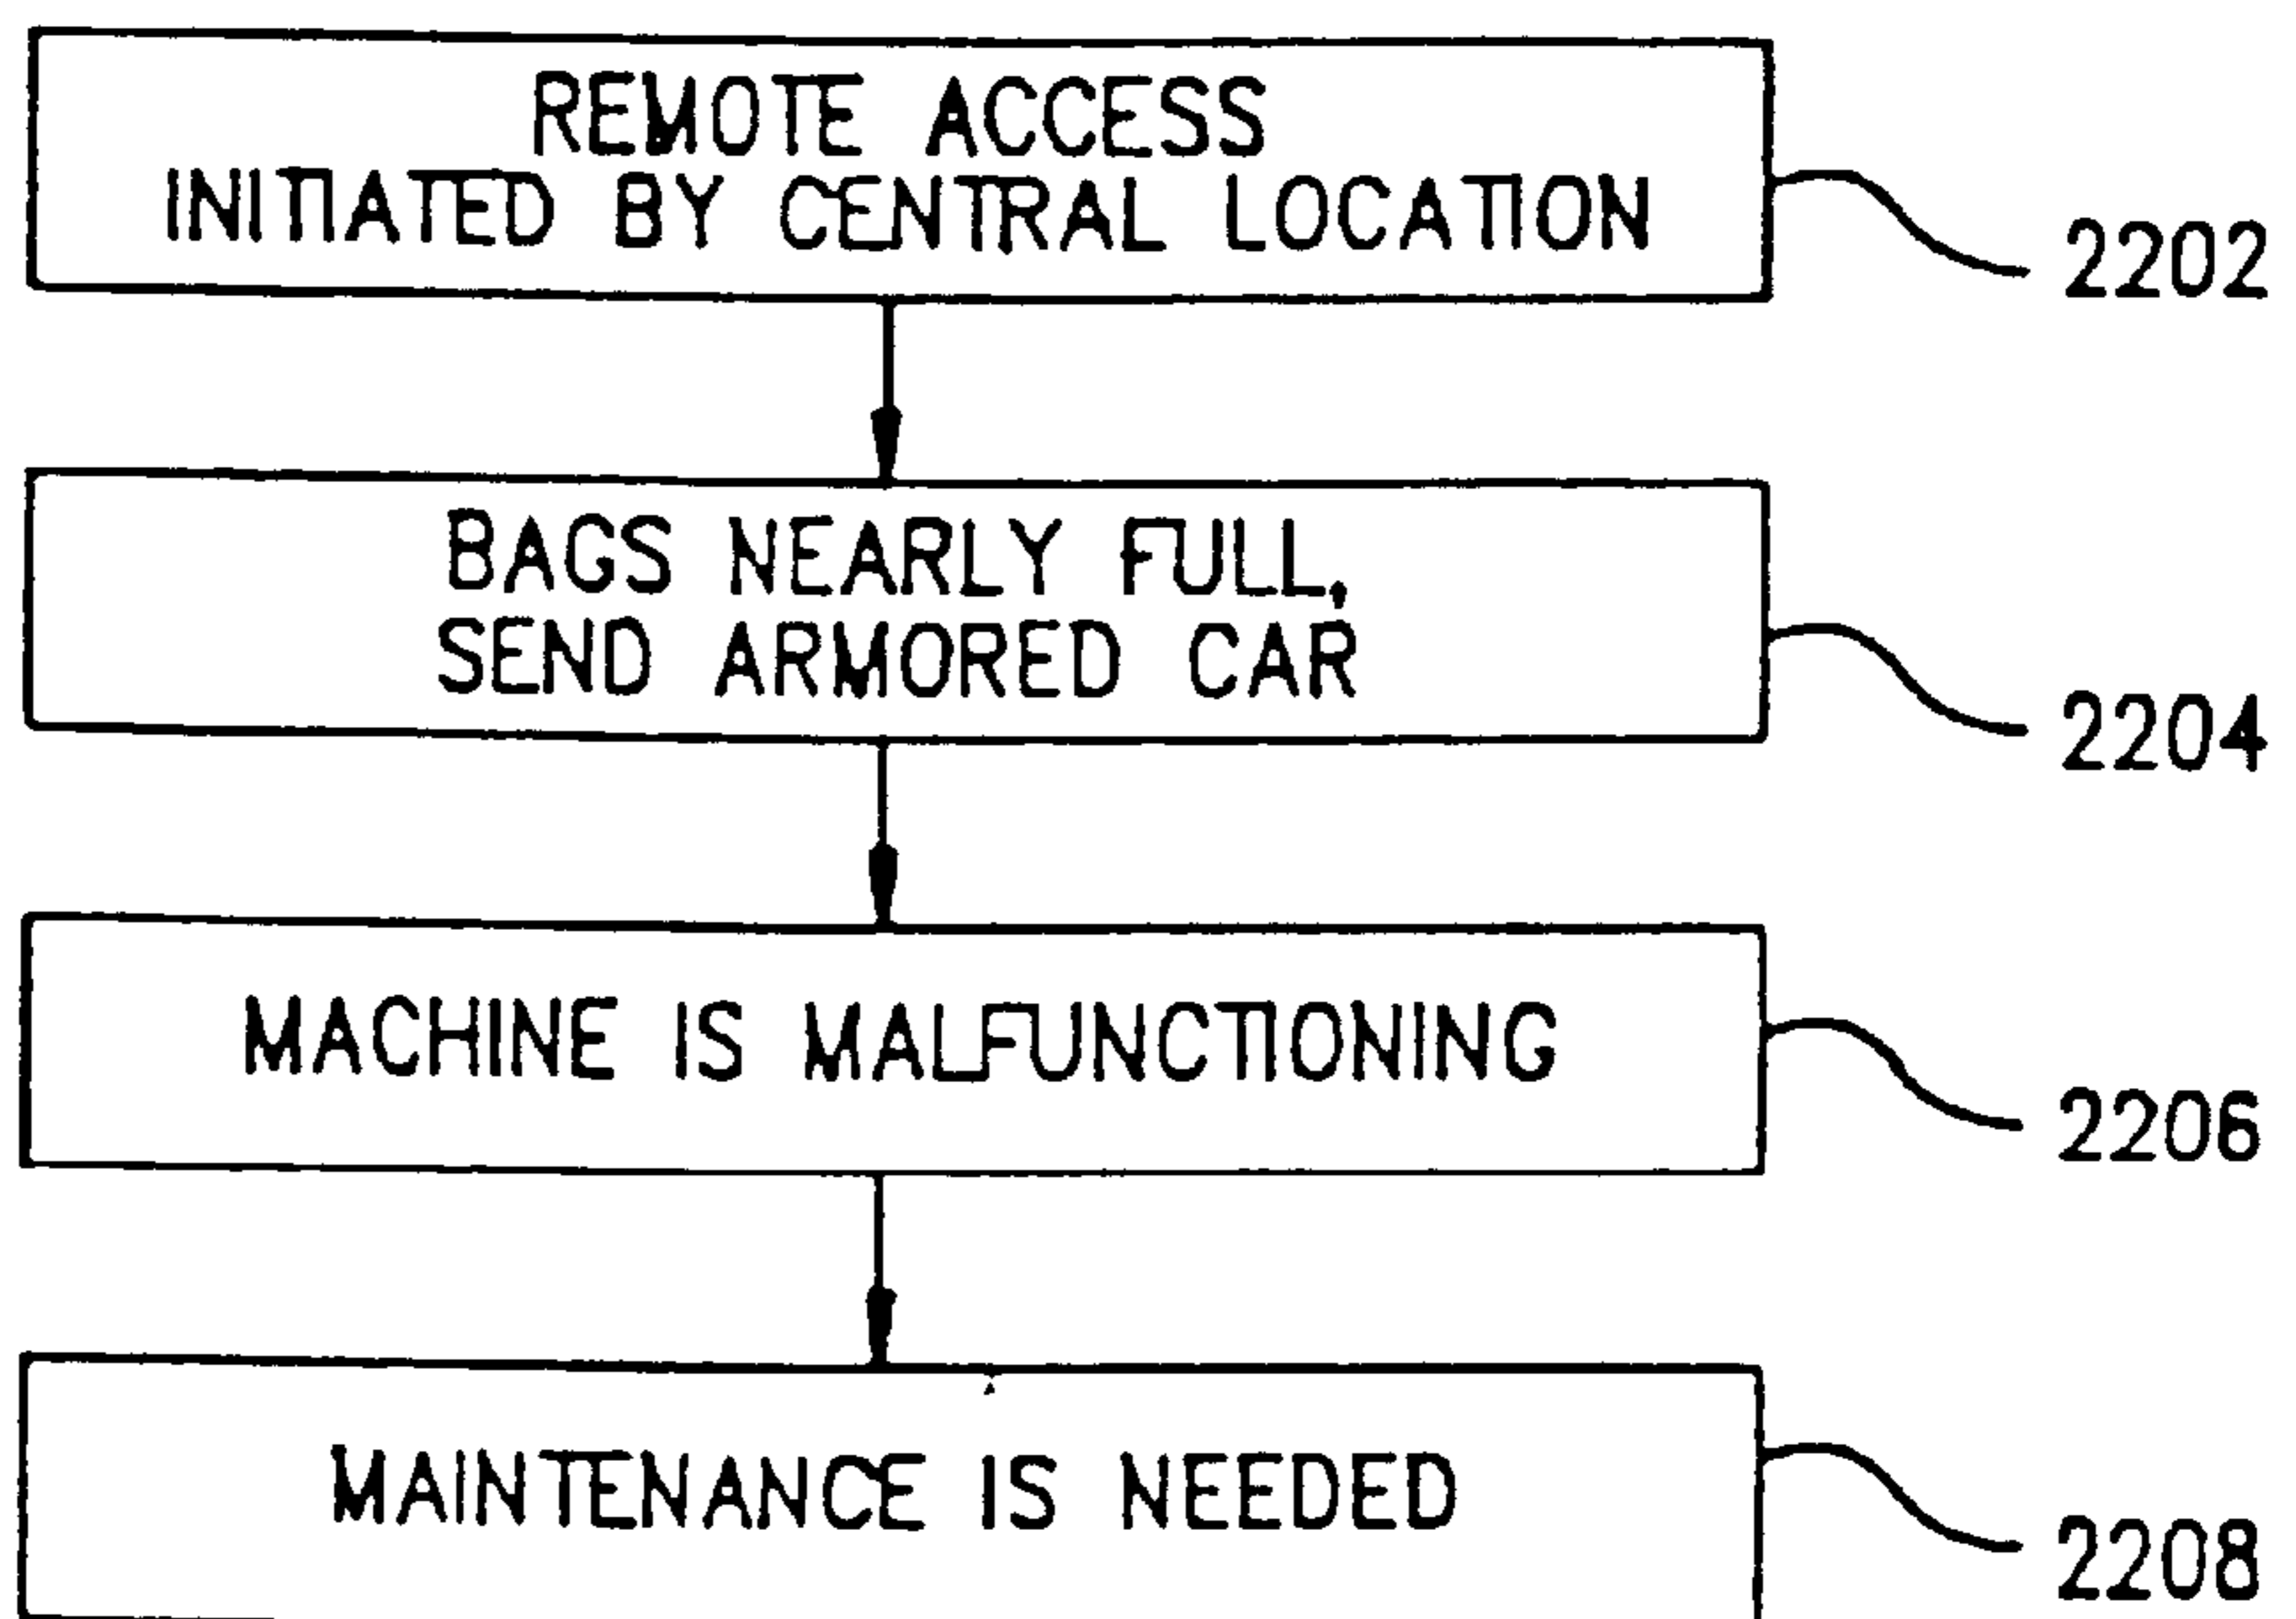 REMOTE ACCESS
INITIATED BY CENTRAL LOCATION
2202
BAGS NEARLY FULL,
SEND ARMORED CAR
2204
MACHINE IS MALFUNCTIONING
2206
MAINTENANCE IS NEEDED
2208